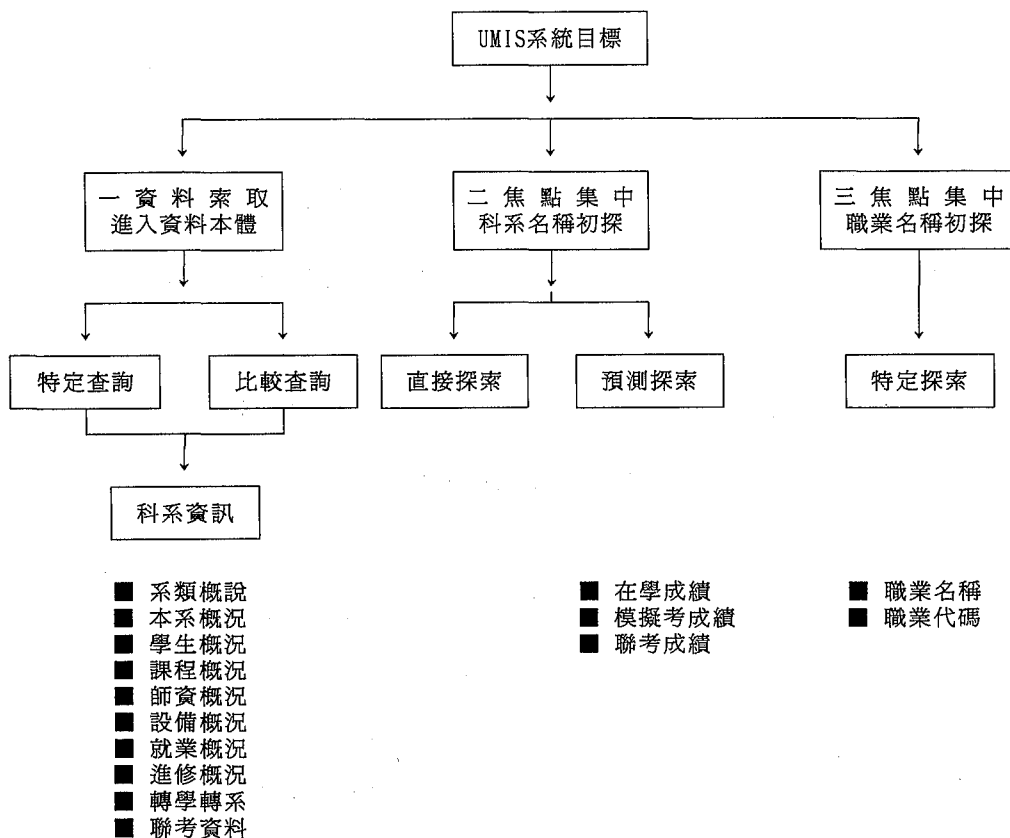 UMIS系統目標
一資料索取
進入資料本體
二焦點集中
科系名稱初探
三焦點集中
職業名稱初探
特定查詢
比較查詢
直接探索
預測探索
特定探索
科系資訊
■ 系類概說
■ 本系概況
■ 學生概況
■ 課程概況
■ 師資概況
■ 設備概況
■ 就業概況
■ 進修概況
■ 轉學轉系
■ 聯考資料
■ 在學成績
■ 模擬考成績
■ 聯考成績
■ 職業名稱
■ 職業代碼